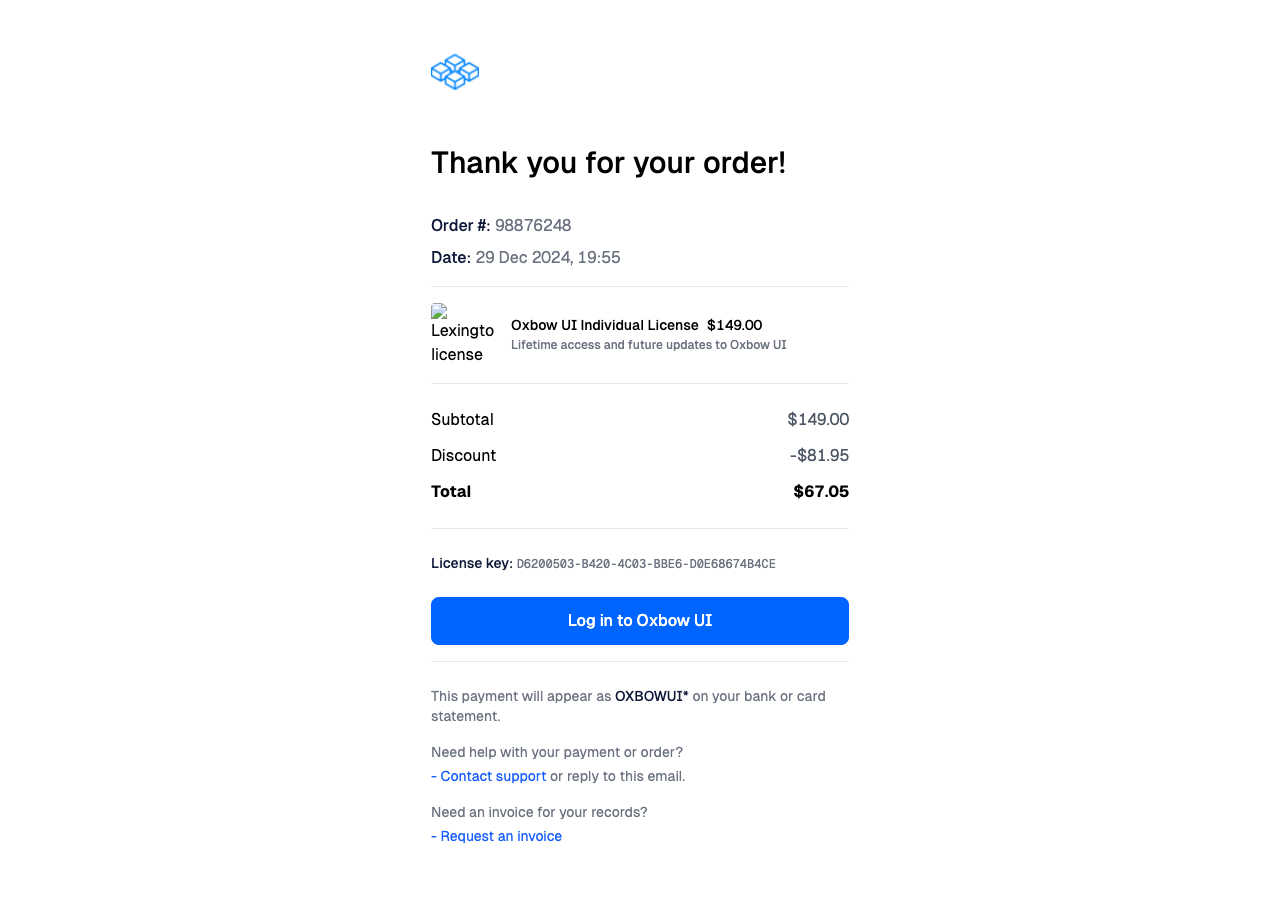 Thank you for your order!
Order #: 98876248
Date: 29 Dec 2024, 19:55
Lexingto
license
Oxbow UI Individual License $149.00
Lifetime access and future updates to Oxbow UI
Subtotal $149.00
Discount -$81.95
Total $67.05
License key: D6200503-B420-4C03-BBE6-D0E68674B4CE
Log in to Oxbow UI
This payment will appear as OXBOWUI* on your bank or card
statement.
Need help with your payment or order?
- Contact support or reply to this email.
Need an invoice for your records?
- Request an invoice